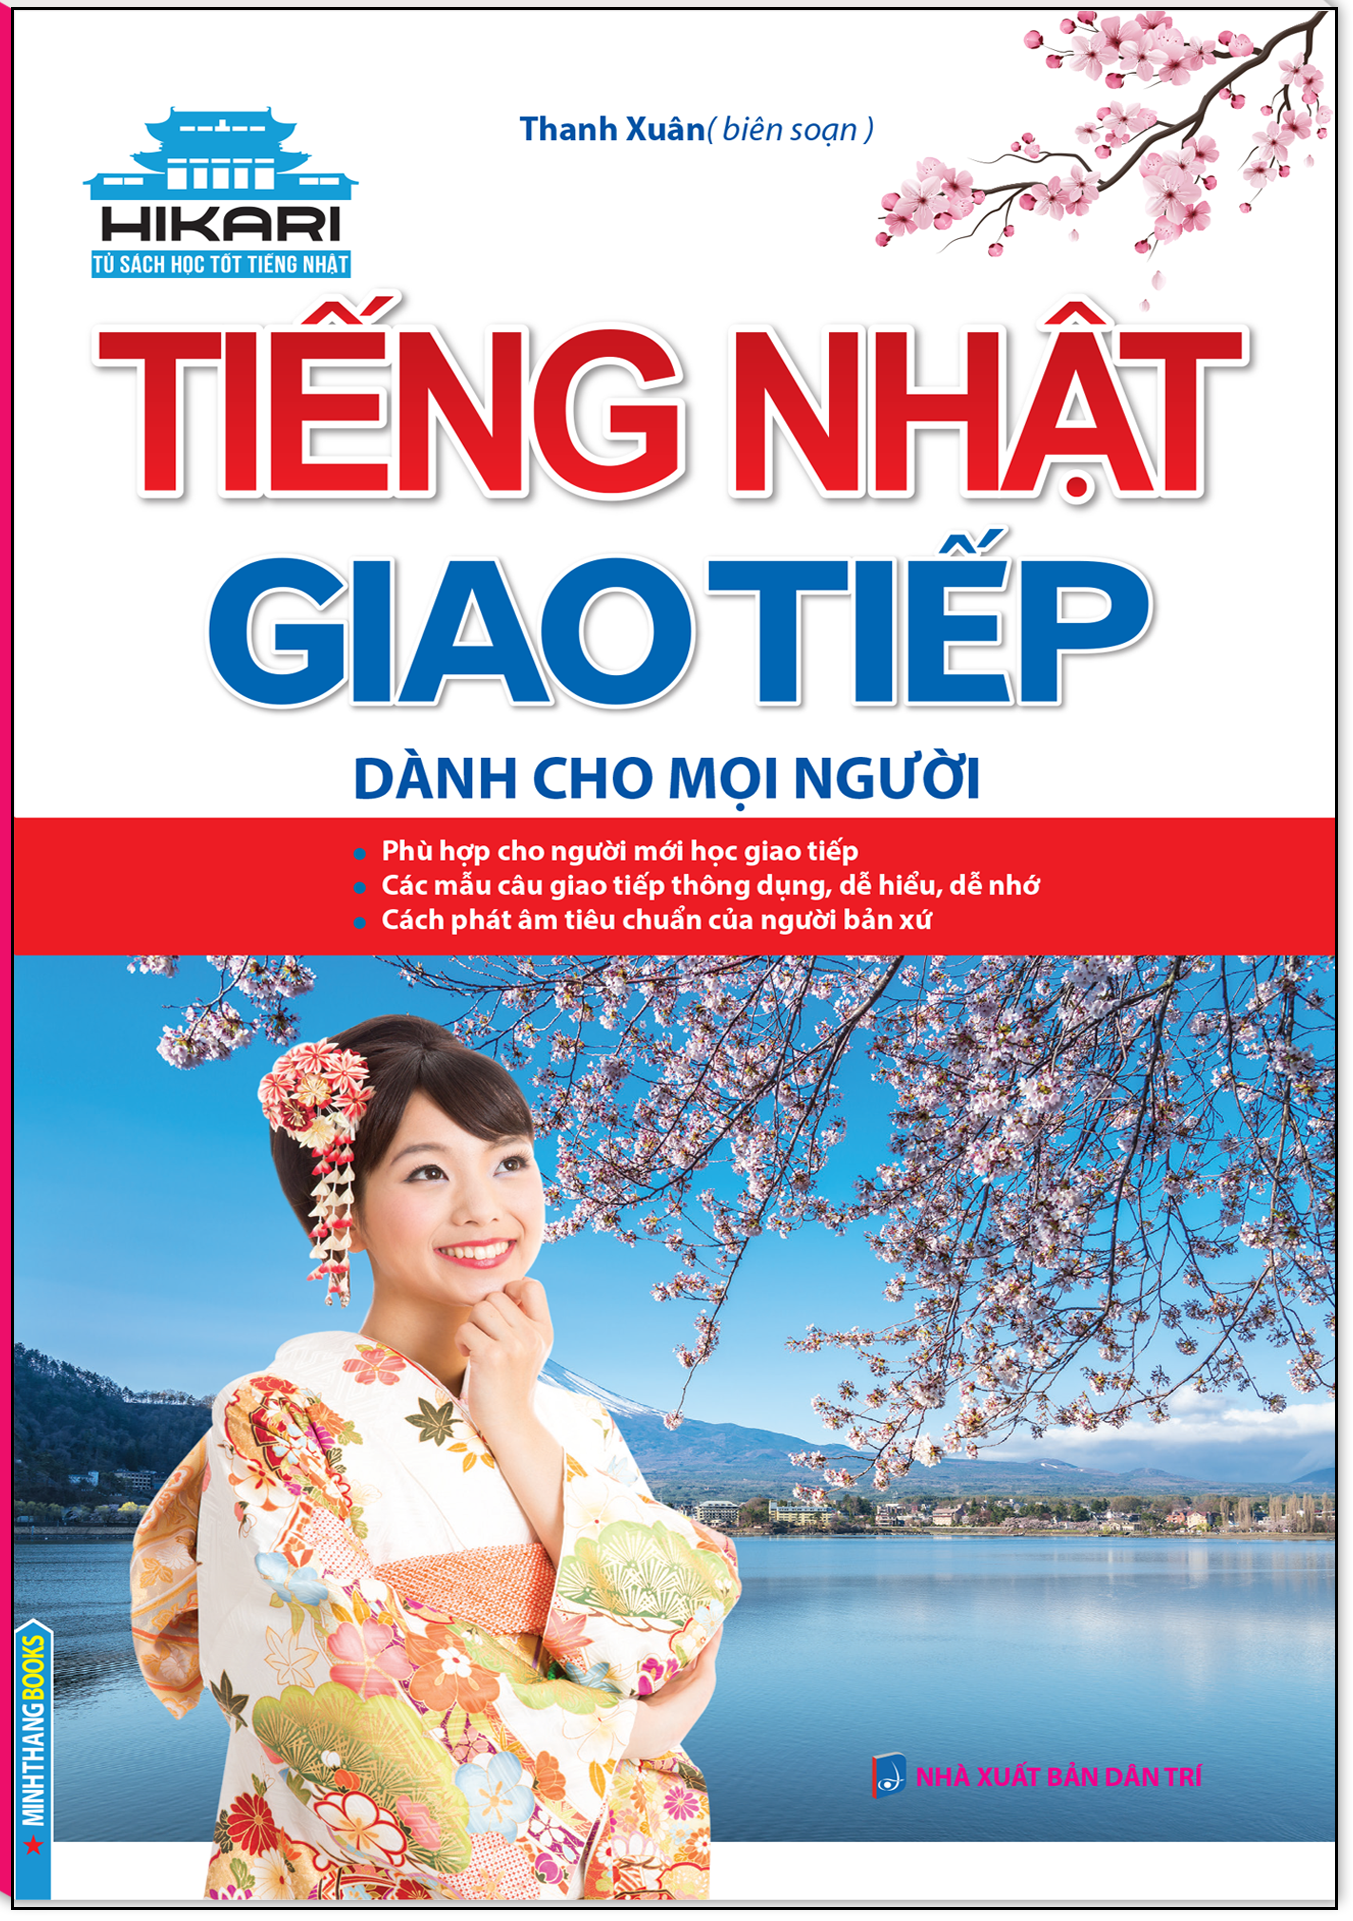 Thanh Xuân ( biên soạn )
HIKARI
TỦ SÁCH HỌC TỐT TIẾNG NHẬT
TIẾNG NHẬT
GIAO TIẾP
DÀNH CHO MỌI NGƯỜI
• Phù hợp cho người mới học giao tiếp
• Các mẫu câu giao tiếp thông dụng, dễ hiểu, dễ nhớ
• Cách phát âm tiêu chuẩn của người bản xứ
MINHTHANGBOOKS
NHÀ XUẤT BẢN DÂN TRÍ